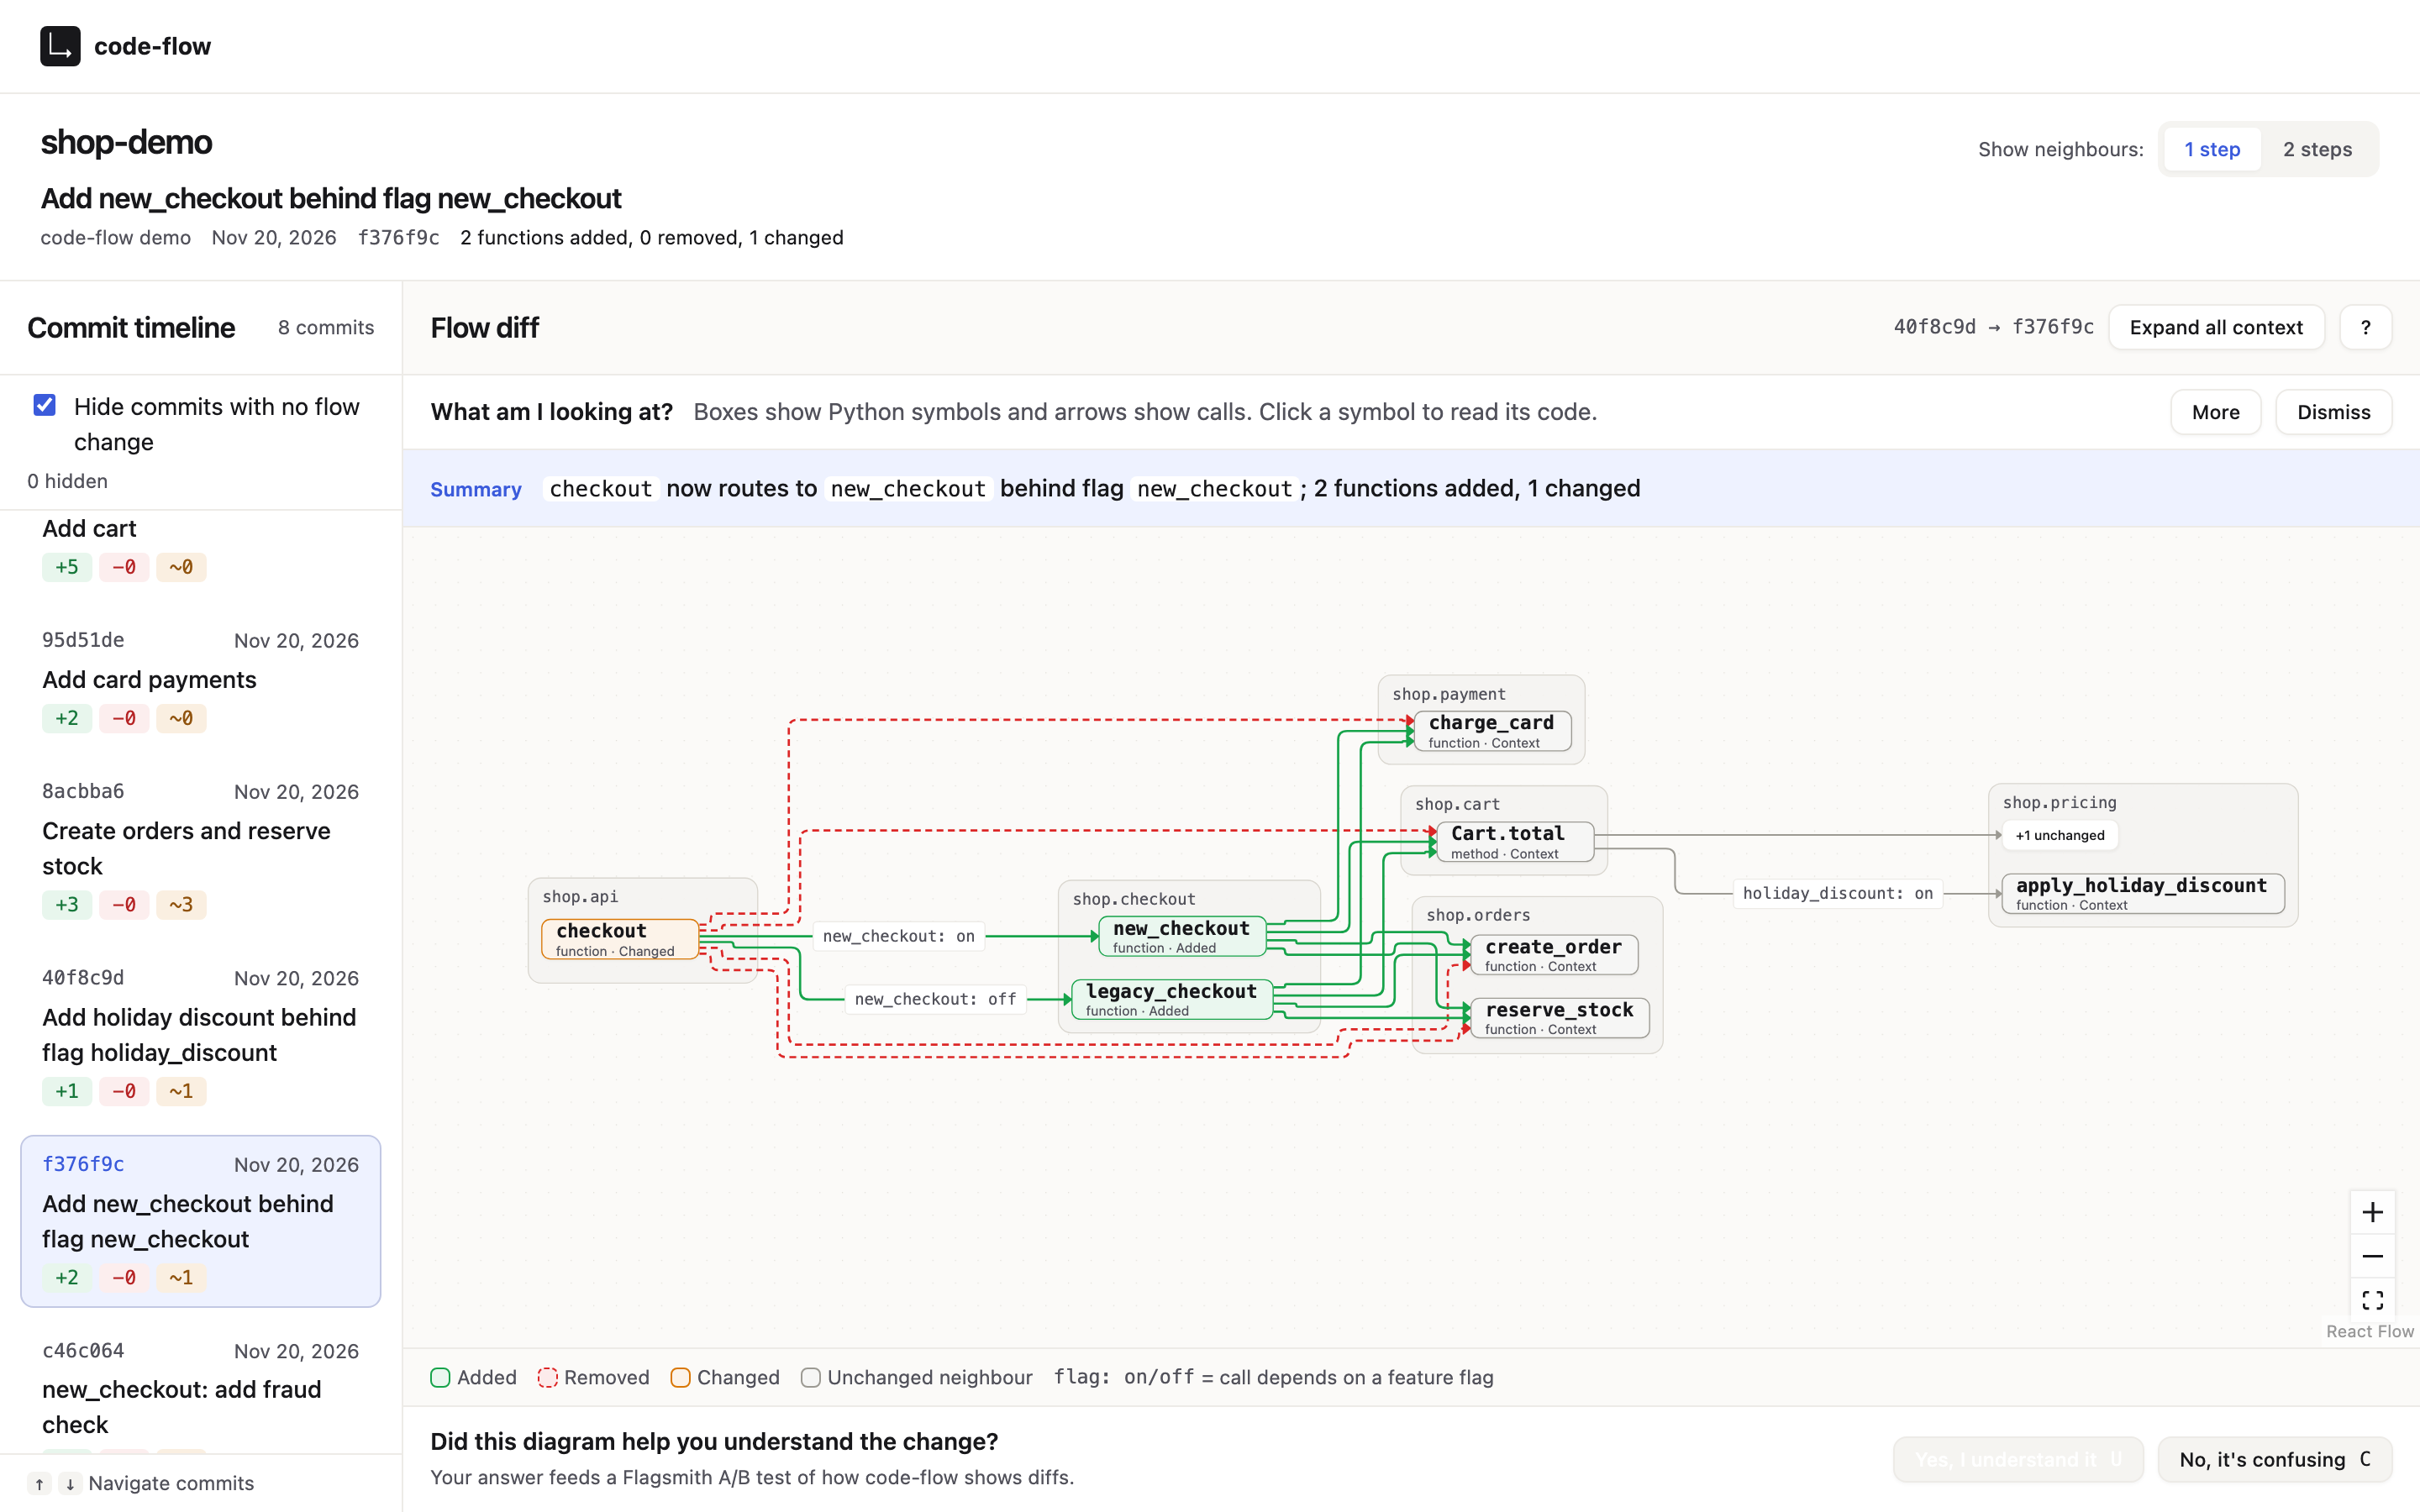 code-flow
shop-demo
Show neighbours: 1 step 2 steps
Add new_checkout behind flag new_checkout
code-flow demo Nov 20, 2026 f376f9c 2 functions added, 0 removed, 1 changed
Commit timeline 8 commits
Hide commits with no flow
change
0 hidden
Add cart
+5 −0 ~0
95d51de Nov 20, 2026
Add card payments
+2 −0 ~0
8acbba6 Nov 20, 2026
Create orders and reserve
stock
+3 −0 ~3
40f8c9d Nov 20, 2026
Add holiday discount behind
flag holiday_discount
+1 −0 ~1
f376f9c Nov 20, 2026
Add new_checkout behind
flag new_checkout
+2 −0 ~1
c46c064 Nov 20, 2026
new_checkout: add fraud
check
↑ ↓ Navigate commits
Flow diff
40f8c9d → f376f9c Expand all context ?
What am I looking at? Boxes show Python symbols and arrows show calls. Click a symbol to read its code.
More Dismiss
Summary checkout now routes to new_checkout behind flag new_checkout; 2 functions added, 1 changed
shop.api
checkout
function · Changed
new_checkout: on
new_checkout: off
shop.checkout
new_checkout
function · Added
legacy_checkout
function · Added
shop.payment
charge_card
function · Context
shop.cart
Cart.total
method · Context
shop.orders
create_order
function · Context
reserve_stock
function · Context
holiday_discount: on
shop.pricing
+1 unchanged
apply_holiday_discount
function · Context
React Flow
Added Removed Changed Unchanged neighbour flag: on/off = call depends on a feature flag
Did this diagram help you understand the change?
Your answer feeds a Flagsmith A/B test of how code-flow shows diffs.
Yes, I understand it U
No, it's confusing C